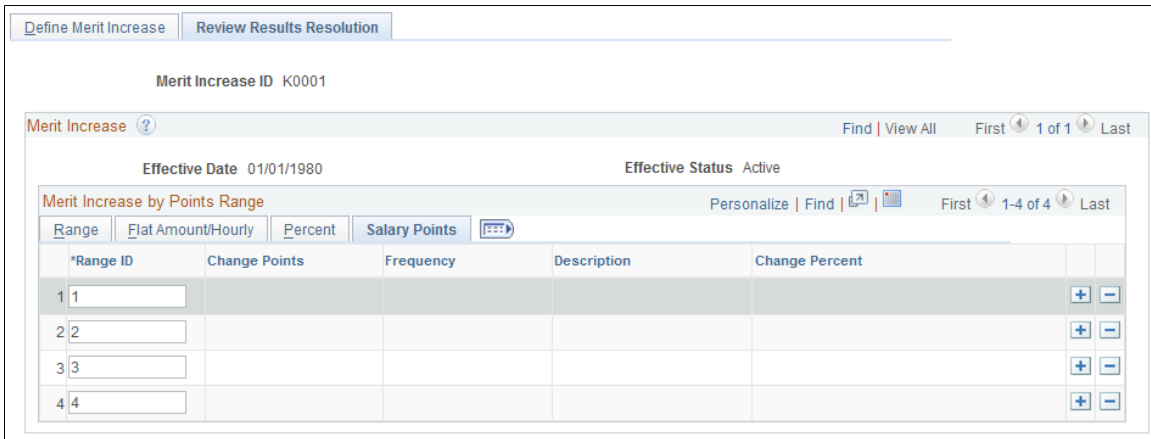 Define Merit Increase Review Results Resolution
Merit Increase ID K0001
Merit Increase ? Find | View All First 1 of 1 Last
Effective Date 01/01/1980 Effective Status Active
Merit Increase by Points Range Personalize | Find | | First 1-4 of 4 Last
Range Flat Amount/Hourly Percent Salary Points
*Range ID Change Points Frequency Description Change Percent
1 1 + −
2 2 + −
3 3 + −
4 4 + −